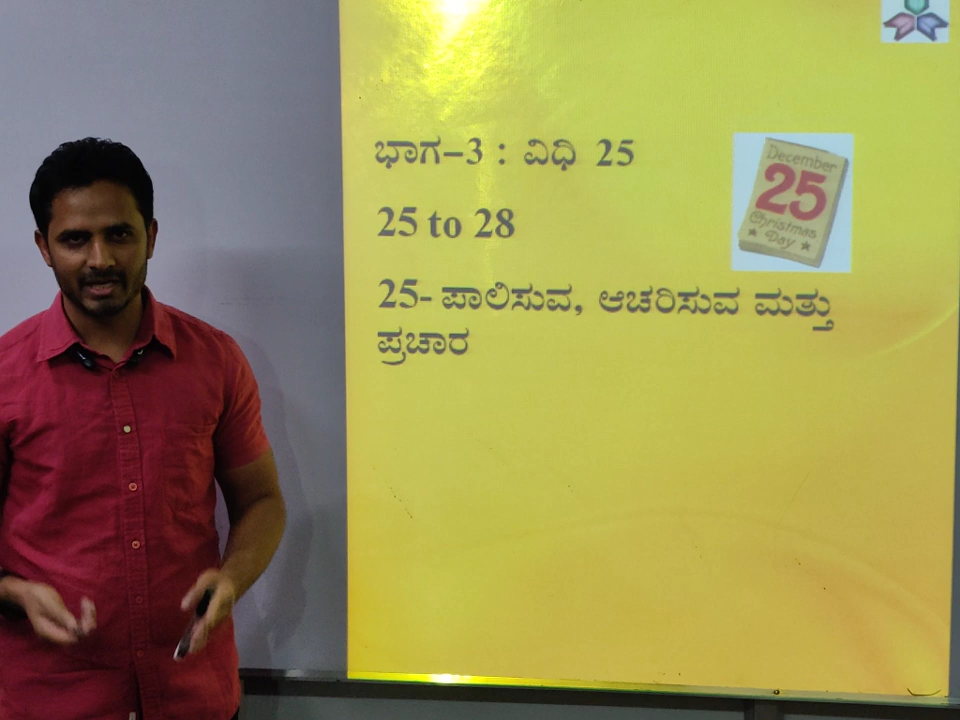 ಭಾಗ–3 : ವಿಧಿ 25
25 to 28
25- ಪಾಲಿಸುವ, ಆಚರಿಸುವ ಮತ್ತು
ಪ್ರಚಾರ
December
25
Christmas
Day